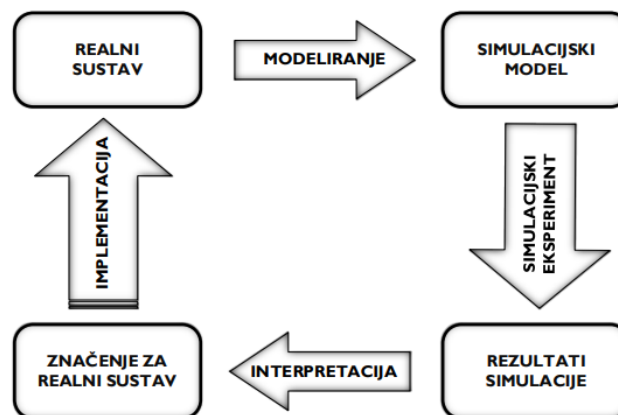 REALNI
SUSTAV
MODELIRANJE
SIMULACIJSKI
MODEL
IMPLEMENTACIJA
SIMULACIJSKI
EKSPERIMENT
ZNAČENJE ZA
REALNI SUSTAV
INTERPRETACIJA
REZULTATI
SIMULACIJE